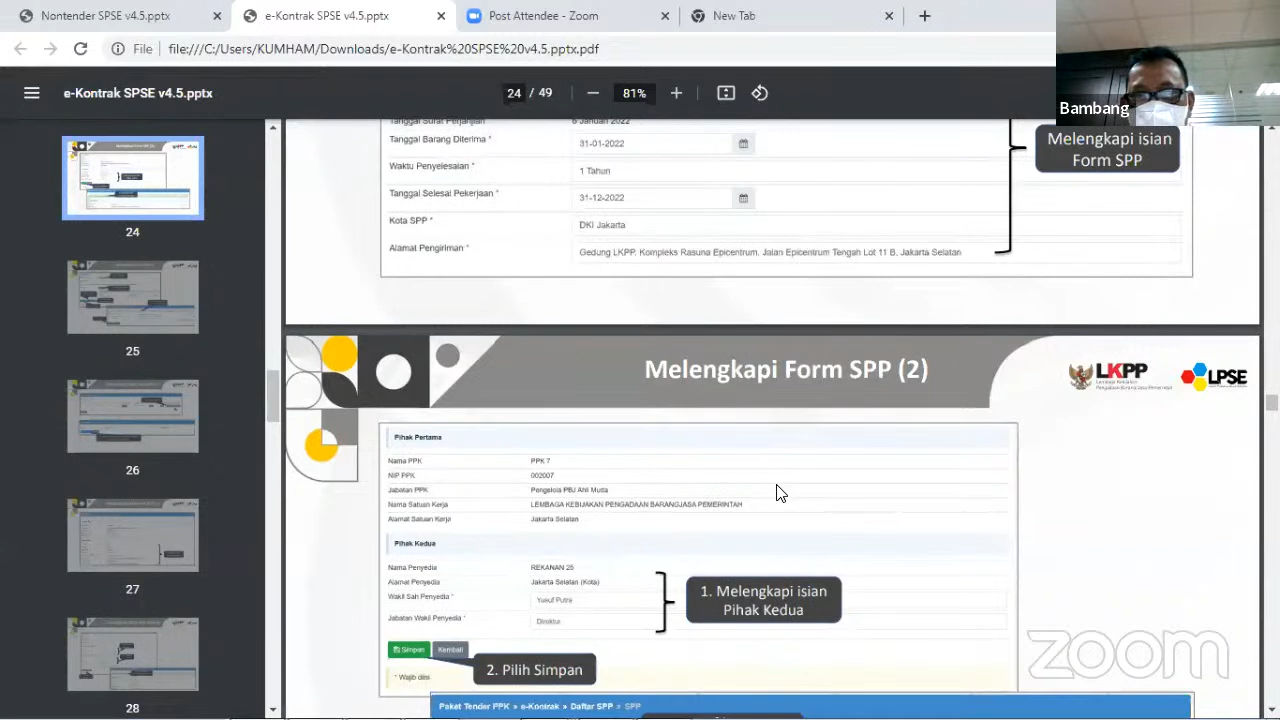 Nontender SPSE v4.5.pptx
e-Kontrak SPSE v4.5.pptx
Post Attendee - Zoom
New Tab
File
file:///C:/Users/KUMHAM/Downloads/e-Kontrak%20SPSE%20v4.5.pptx.pdf
Bambang
e-Kontrak SPSE v4.5.pptx
24 / 49
81%
24
25
26
27
28
Tanggal Surat Perjanjian
6 Januari 2022
Tanggal Barang Diterima *
31-01-2022
Waktu Penyelesaian *
1 Tahun
Tanggal Selesai Pekerjaan *
31-12-2022
Kota SPP *
DKI Jakarta
Alamat Pengiriman *
Gedung LKPP. Kompleks Rasuna Epicentrum. Jalan Epicentrum Tengah Lot 11 B, Jakarta Selatan
Melengkapi isian
Form SPP
Melengkapi Form SPP (2)
LKPP
LPSE
Pihak Pertama
Nama PPK
PPK 7
NIP PPK
002007
Jabatan PPK
Pengelola PBJ Ahli Muda
Nama Satuan Kerja
LEMBAGA KEBIJAKAN PENGADAAN BARANG/JASA PEMERINTAH
Alamat Satuan Kerja
Jakarta Selatan
Pihak Kedua
Nama Penyedia
REKANAN 25
Alamat Penyedia
Jakarta Selatan (Kota)
Wakil Sah Penyedia *
Yusuf Putra
Jabatan Wakil Penyedia *
Direktur
1. Melengkapi isian
Pihak Kedua
Simpan
Kembali
2. Pilih Simpan
* Wajib diisi
Paket Tender PPK » e-Kontrak » Daftar SPP » SPP
zoom